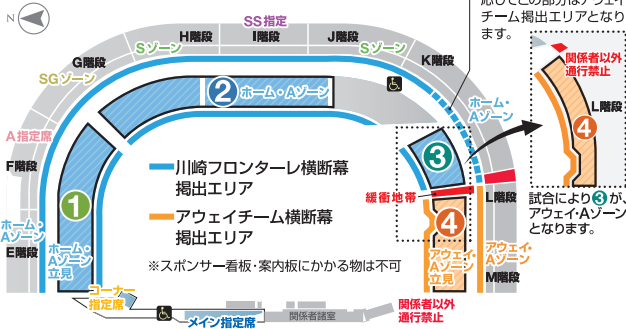 応じてこの部分はアウェイ
チーム掲出エリアとなり
ます。
N
SS指定
H階段
I階段
J階段
Sゾーン
Sゾーン
G階段
K階段
SGゾーン
関係者以外
通行禁止
2 ホーム・Aゾーン
ホーム・
Aゾーン
L階段
A指定席
4
F階段
3
川崎フロンターレ横断幕
掲出エリア
緩衝地帯
L階段
試合により3が、
アウェイ・Aゾーン
となります。
1
アウェイチーム横断幕
掲出エリア
4
ホーム・
Aゾーン
E階段
ホーム・
Aゾーン
立見
※スポンサー看板・案内板にかかる物は不可
アウェイ・
Aゾーン
立見
アウェイ・
Aゾーン
M階段
コーナー
指定席
メイン指定席
関係者諸室
関係者以外
通行禁止